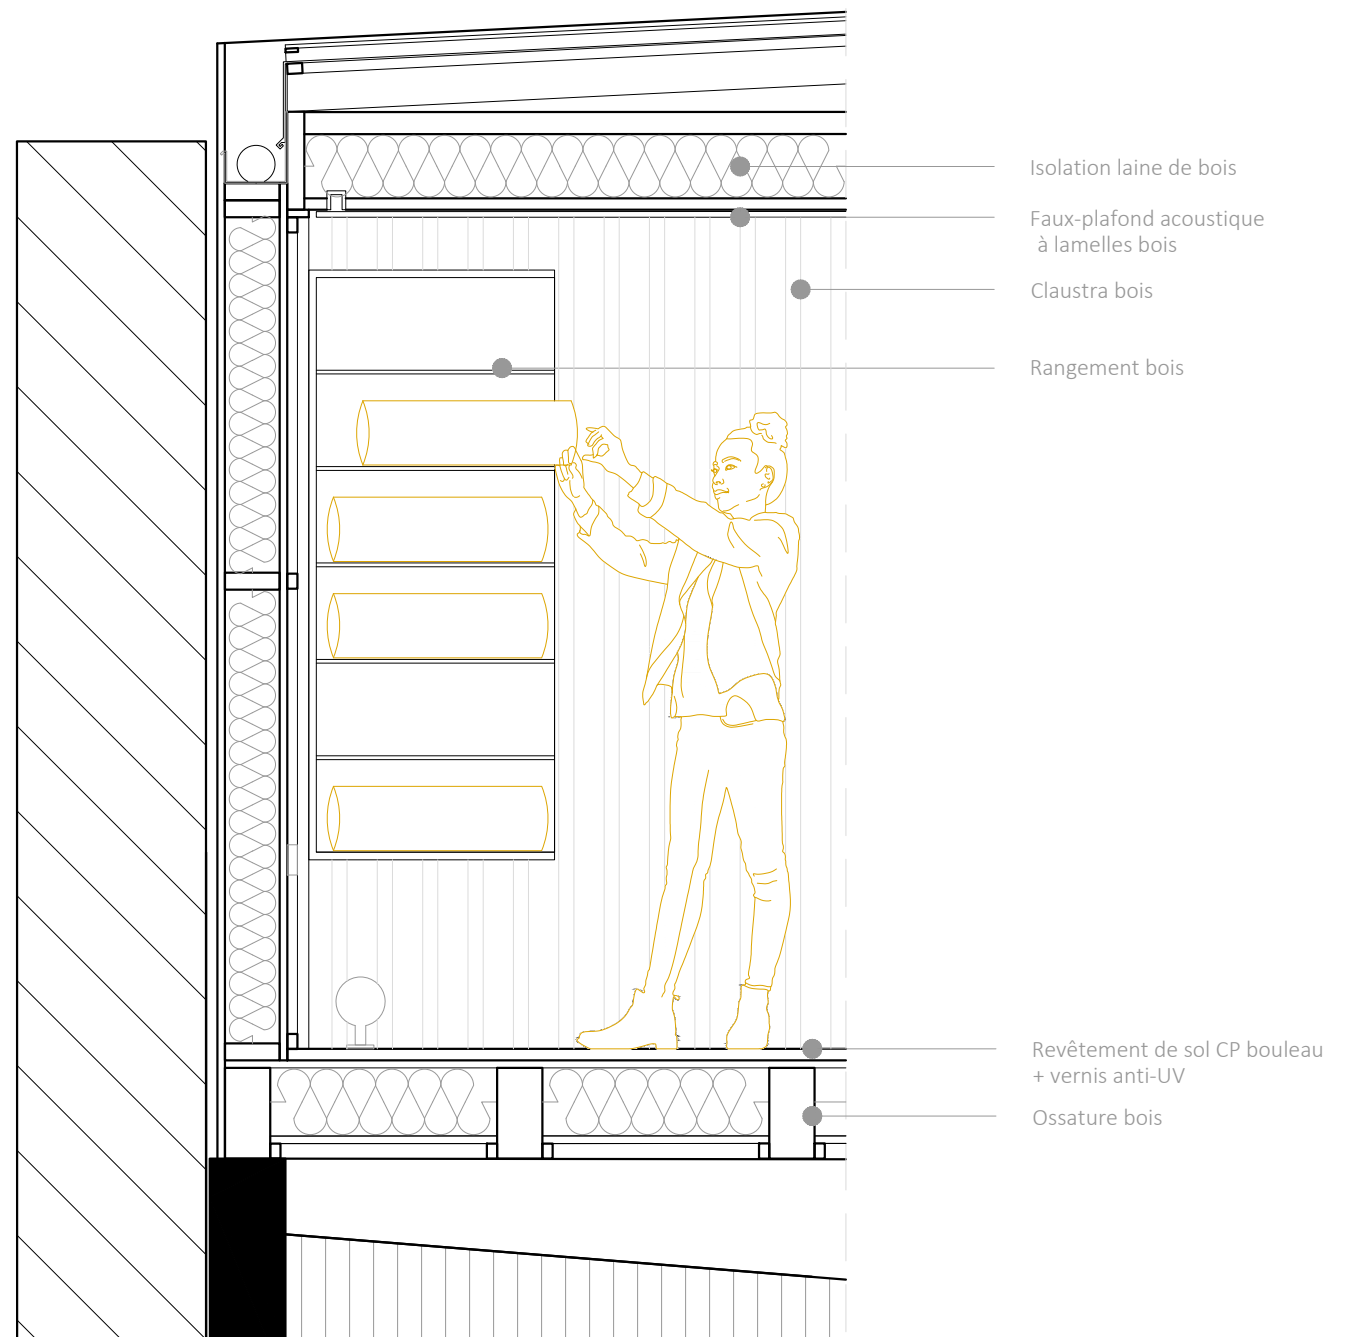 Isolation laine de bois
Faux-plafond acoustique
à lamelles bois
Claustra bois
Rangement bois
Revêtement de sol CP bouleau
+ vernis anti-UV
Ossature bois